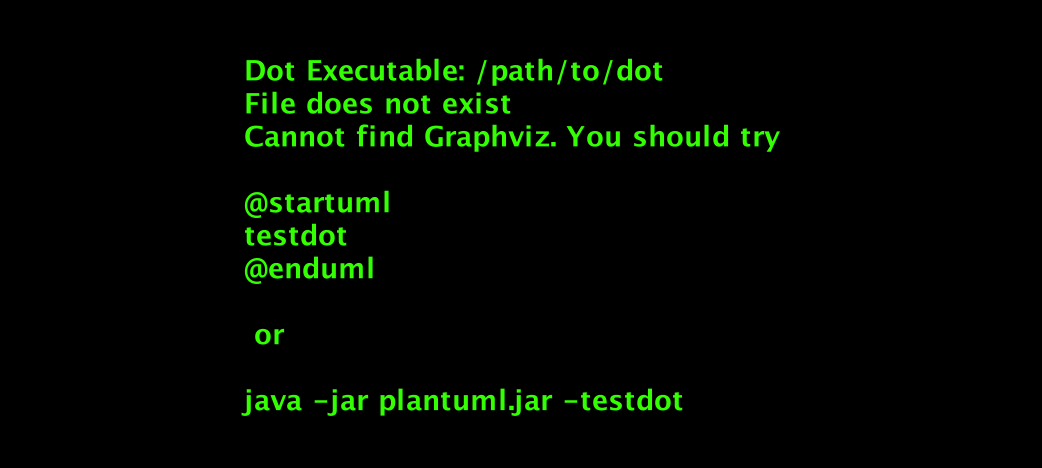 Dot Executable: /path/to/dot
File does not exist
Cannot find Graphviz. You should try
@startuml
testdot
@enduml
or
java -jar plantuml.jar -testdot